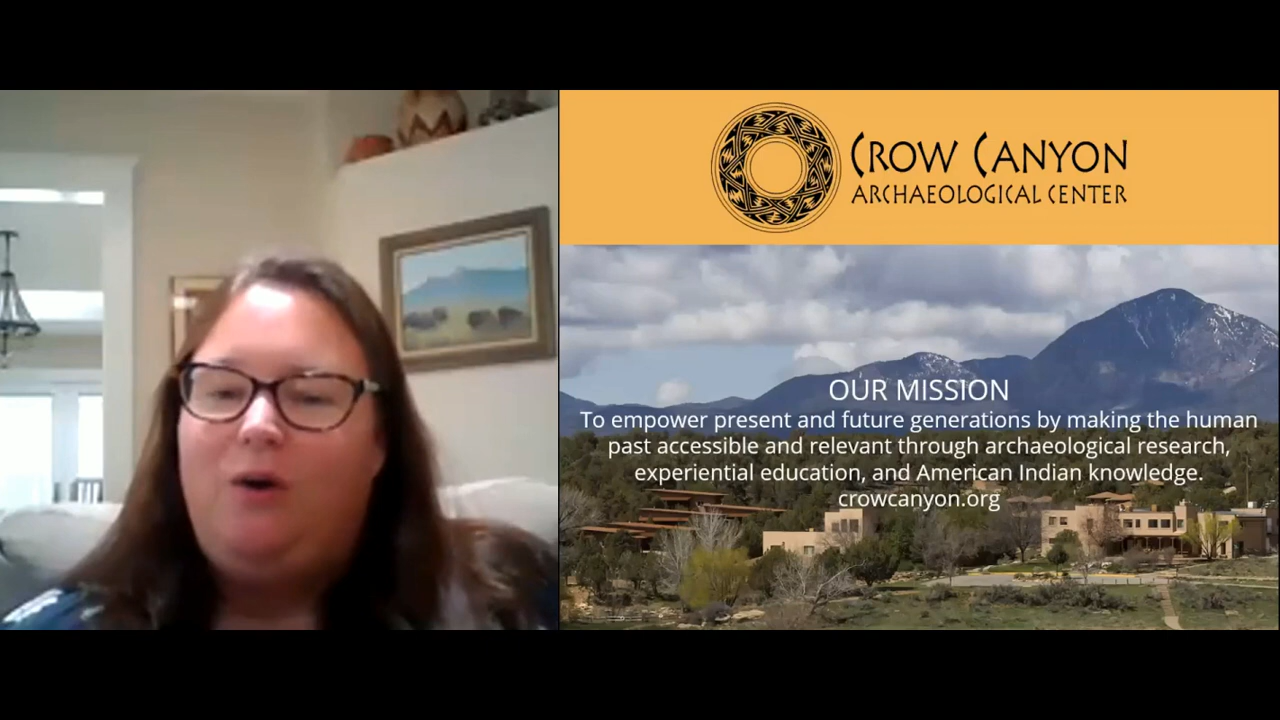 CROW CANYON
ARCHAEOLOGICAL CENTER
OUR MISSION
To empower present and future generations by making the human
past accessible and relevant through archaeological research,
experiential education, and American Indian knowledge.
crowcanyon.org